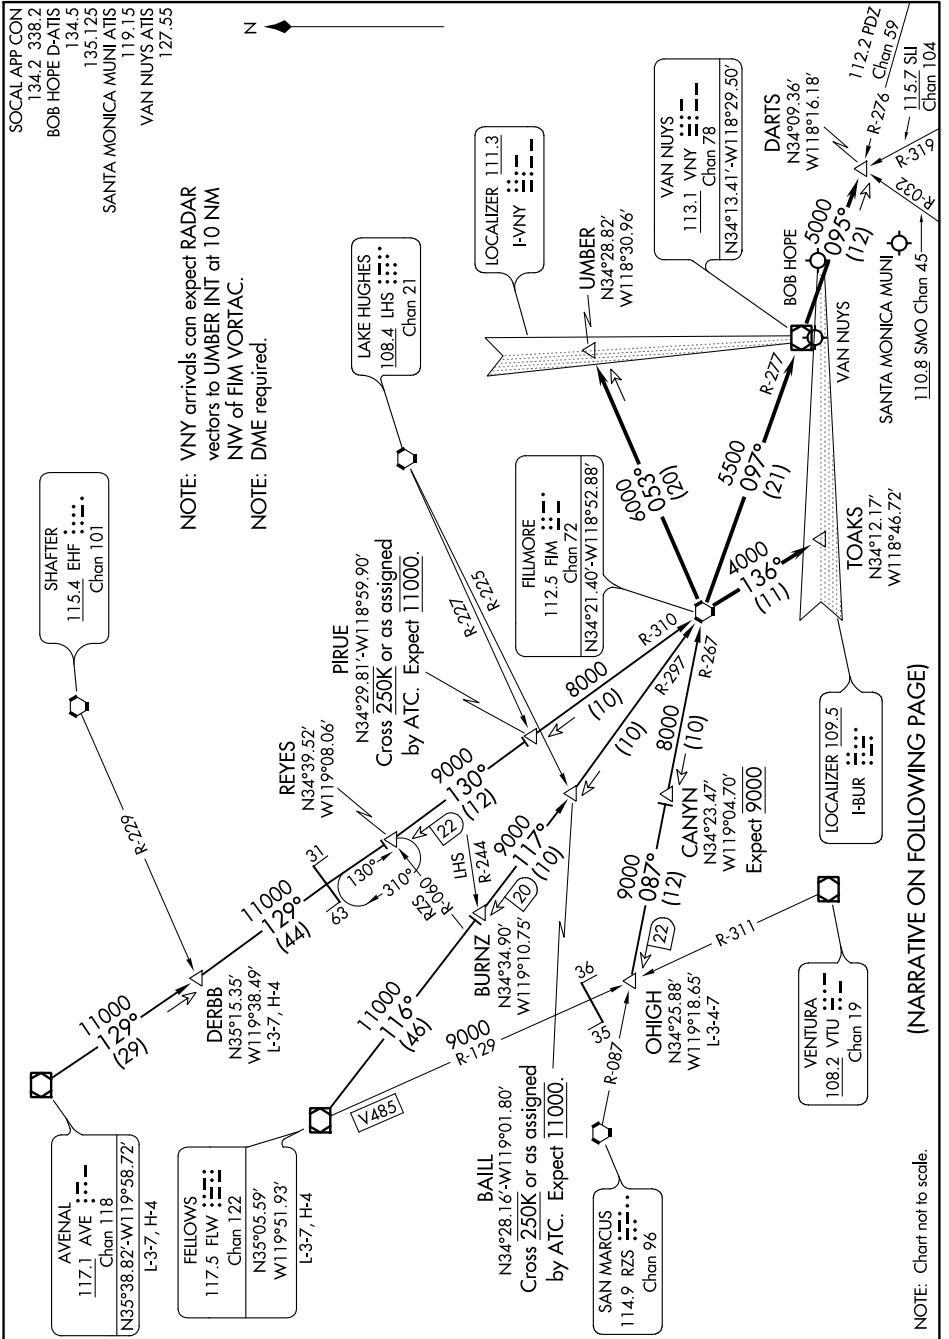 SOCAL APP CON
134.2 338.2
BOB HOPE D-ATIS
134.5
135.125
SANTA MONICA MUNI ATIS
119.15
VAN NUYS ATIS
127.55
N
NOTE: VNY arrivals can expect RADAR
vectors to UMBER INT at 10 NM
NW of FIM VORTAC.
NOTE: DME required.
SHAFTER
115.4 EHF
Chan 101
R-229
AVENAL
117.1 AVE
Chan 118
N35°38.82'-W119°58.72'
L-3-7, H-4
11000
129°
(29)
DERBB
N35°15.35'
W119°38.49'
L-3-7, H-4
11000
129°
(44)
63
31
130°
310°
REYES
N34°39.52'
W119°08.06'
22
RZS
R-060
9000
130°
(12)
PIRUE
N34°29.81'-W118°59.90'
Cross 250K or as assigned
by ATC. Expect 11000.
8000
(10)
R-310
LAKE HUGHES
108.4 LHS
Chan 21
R-227
R-225
LHS
R-244
FELLOWS
117.5 FLW
Chan 122
N35°05.59'
W119°51.93'
L-3-7, H-4
11000
116°
(46)
BURNZ
N34°34.90'
W119°10.75'
20
9000
117°
(10)
BAILL
N34°28.16'-W119°01.80'
Cross 250K or as assigned
by ATC. Expect 11000.
(10)
R-297
V485
9000
R-129
36
35
SAN MARCUS
114.9 RZS
Chan 96
R-087
OHIGH
N34°25.88'
W119°18.65'
L-3-4-7
22
9000
087°
(12)
CANYN
N34°23.47'
W119°04.70'
Expect 9000
8000
(10)
R-267
VENTURA
108.2 VTU
Chan 19
R-311
FILLMORE
112.5 FIM
Chan 72
N34°21.40'-W118°52.88'
6000
053°
(20)
UMBER
N34°28.82'
W118°30.96'
LOCALIZER 111.3
I-VNY
5500
097°
(21)
R-277
VAN NUYS
113.1 VNY
Chan 78
N34°13.41'-W118°29.50'
4000
136°
(11)
TOAKS
N34°12.17'
W118°46.72'
LOCALIZER 109.5
I-BUR
BOB HOPE
VAN NUYS
5000
095°
(12)
DARTS
N34°09.36'
W118°16.18'
R-276
112.2 PDZ
Chan 59
R-319
115.7 SLI
Chan 104
R-032
SANTA MONICA MUNI
110.8 SMO Chan 45
(NARRATIVE ON FOLLOWING PAGE)
NOTE: Chart not to scale.